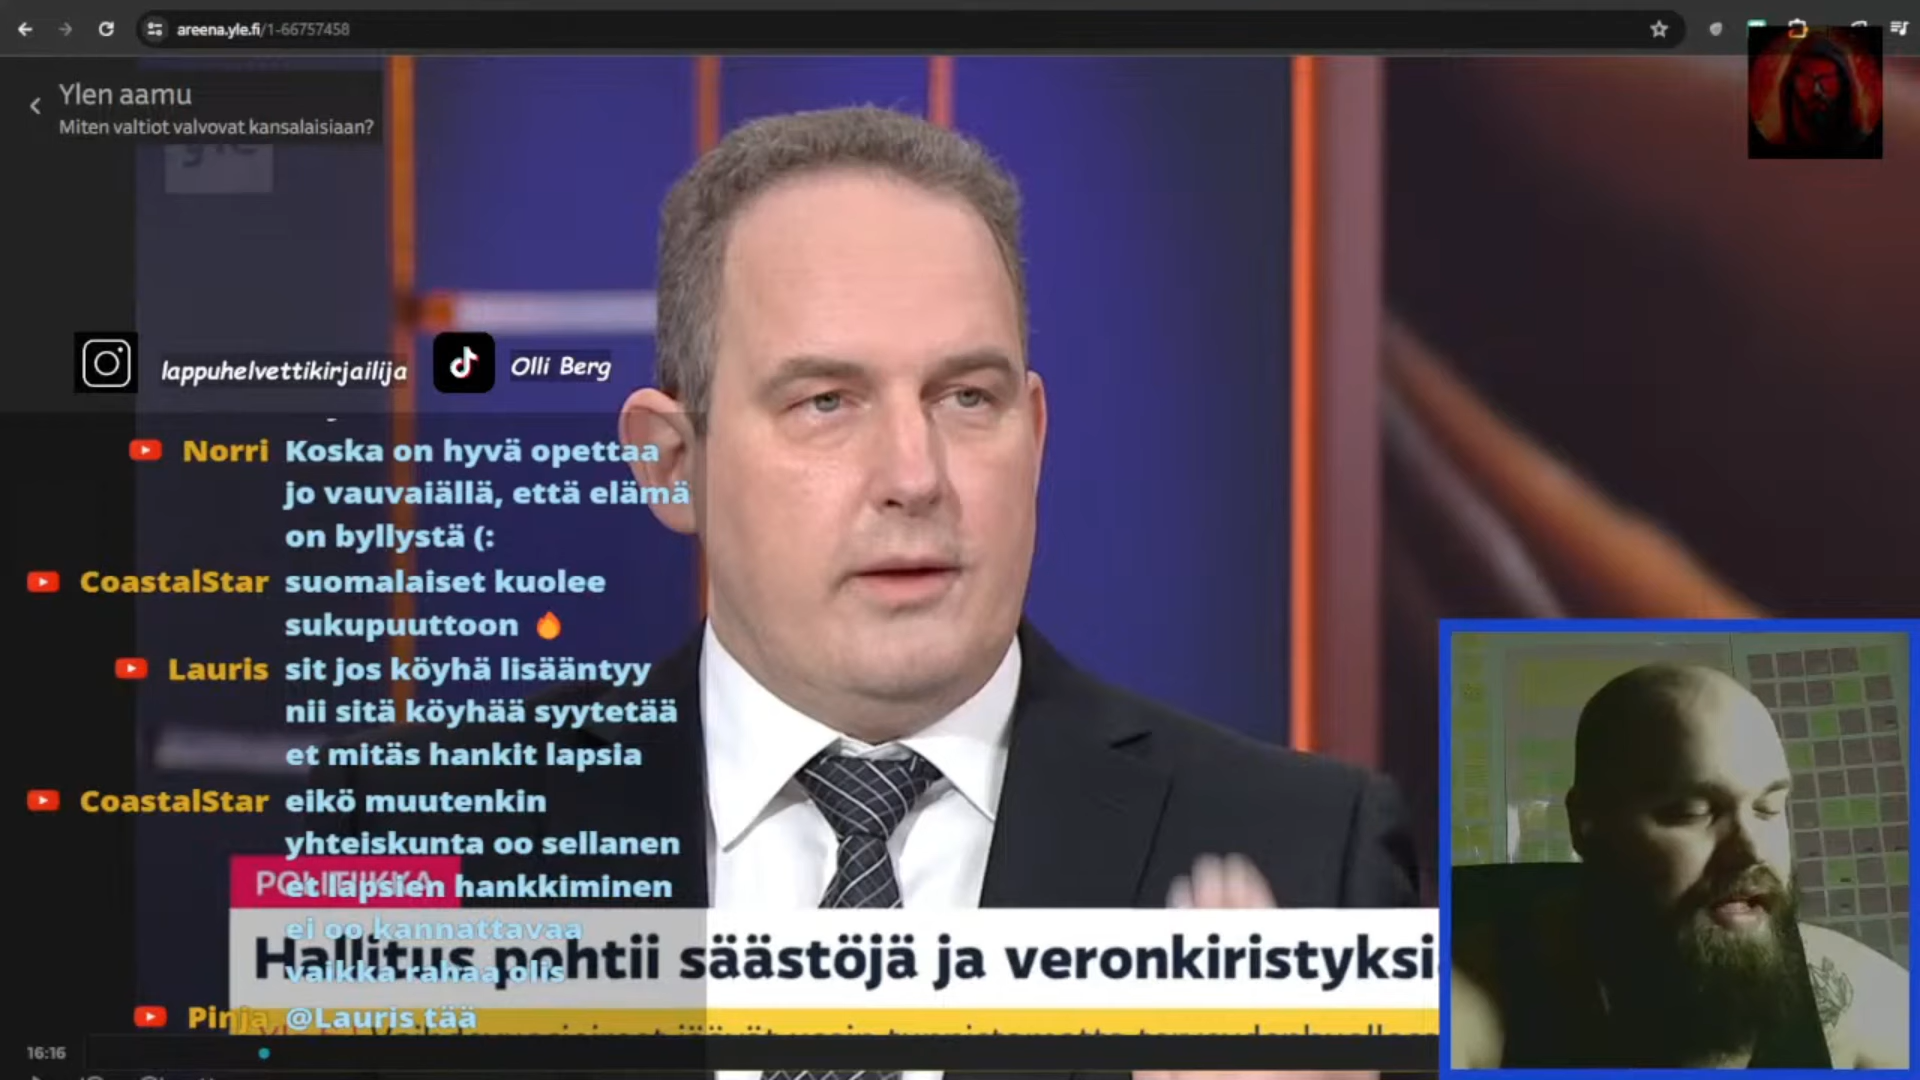 areena.yle.fi/1-66757458
Ylen aamu
Miten valtiot valvovat kansalaisiaan?
yle
lappuhelvettikirjailija
Olli Berg
Norri Koska on hyvä opettaa
jo vauvaiällä, että elämä
on byllystä (:
CoastalStar suomalaiset kuolee
sukupuuttoon 🔥
Lauris sit jos köyhä lisääntyy
nii sitä köyhää syytetää
et mitäs hankit lapsia
CoastalStar eikö muutenkin
yhteiskunta oo sellanen
et lapsien hankkiminen
ei oo kannattavaa
vaikka rahaa olis
Pinja @Lauris tää
POLITIIKKA
Hallitus pohtii säästöjä ja veronkiristyksi
16:16